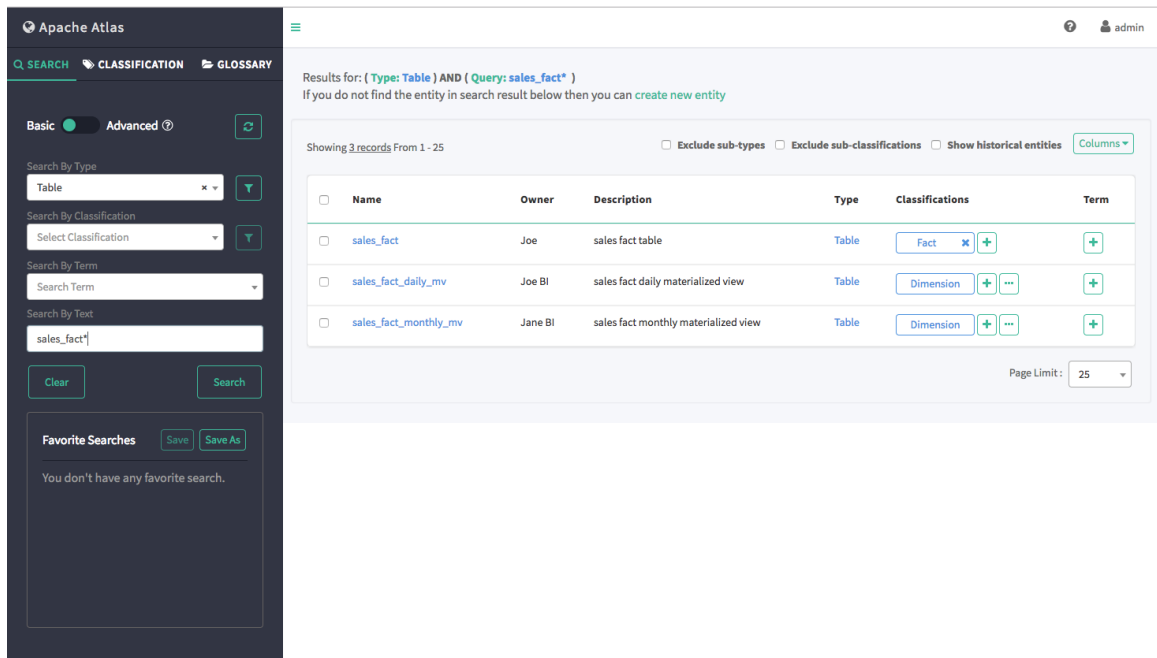 Apache Atlas
admin
SEARCH CLASSIFICATION GLOSSARY
Basic Advanced
Search By Type
Table
Search By Classification
Select Classification
Search By Term
Search Term
Search By Text
sales_fact*
Clear Search
Favorite Searches Save Save As
You don't have any favorite search.
Results for: ( Type: Table ) AND ( Query: sales_fact* )
If you do not find the entity in search result below then you can create new entity
Showing 3 records From 1 - 25 Exclude sub-types Exclude sub-classifications Show historical entities Columns
Name Owner Description Type Classifications Term
sales_fact Joe sales fact table Table Fact
sales_fact_daily_mv Joe BI sales fact daily materialized view Table Dimension
sales_fact_monthly_mv Jane BI sales fact monthly materialized view Table Dimension
Page Limit : 25